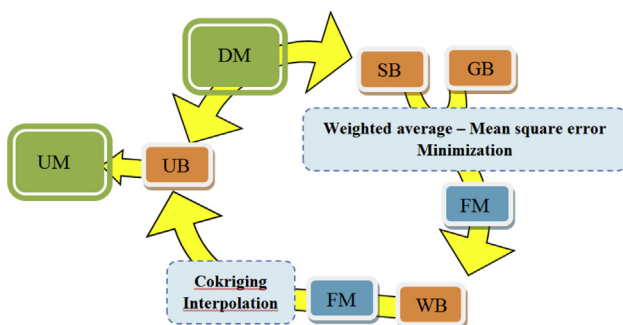 DM
SB
GB
Weighted average – Mean square error
Minimization
UM
UB
FM
Cokriging
Interpolation
FM
WB